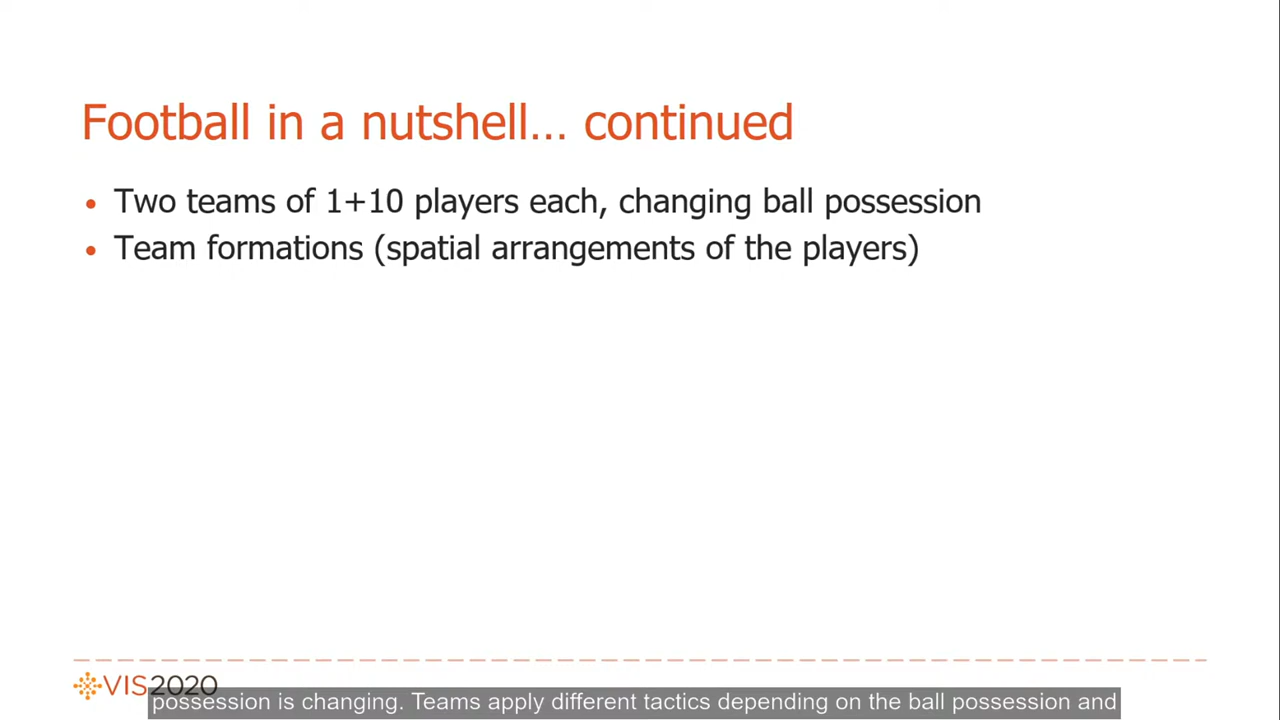 Football in a nutshell… continued
• Two teams of 1+10 players each, changing ball possession
• Team formations (spatial arrangements of the players)
VIS2020
possession is changing. Teams apply different tactics depending on the ball possession and